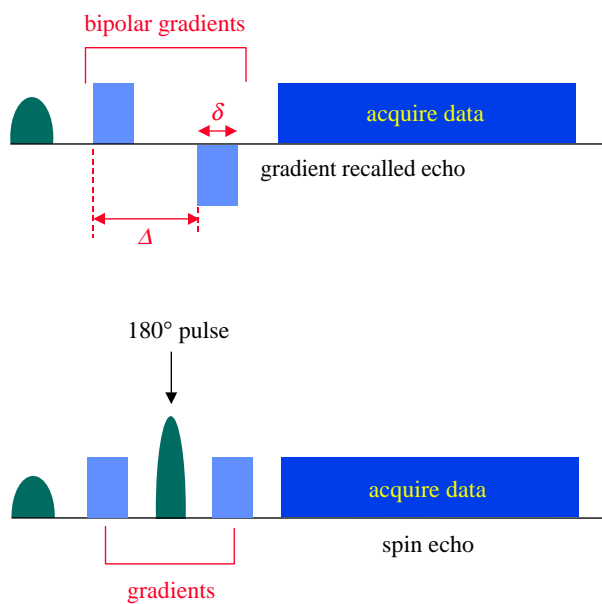 bipolar gradients
δ
acquire data
gradient recalled echo
Δ
180° pulse
acquire data
spin echo
gradients